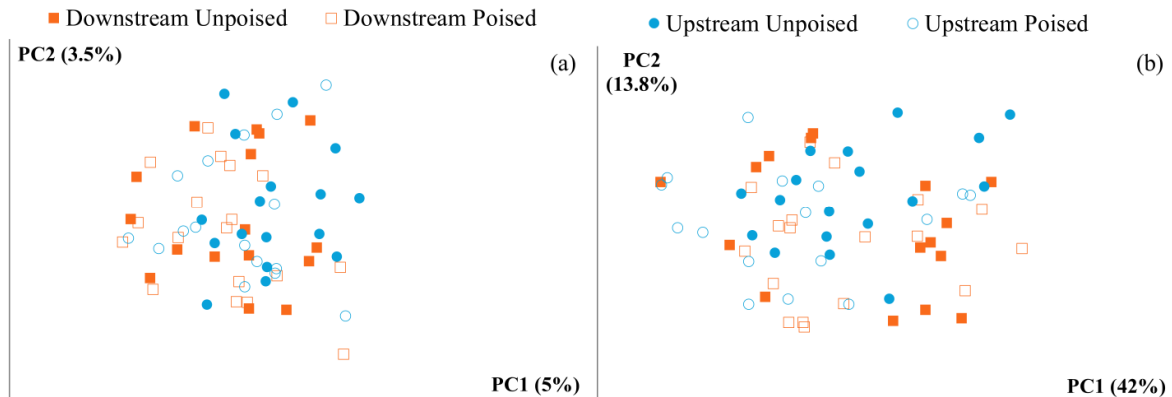 Downstream Unpoised Downstream Poised Upstream Unpoised Upstream Poised
PC2 (3.5%)
(a)
PC1 (5%)
PC2
(13.8%)
(b)
PC1 (42%)